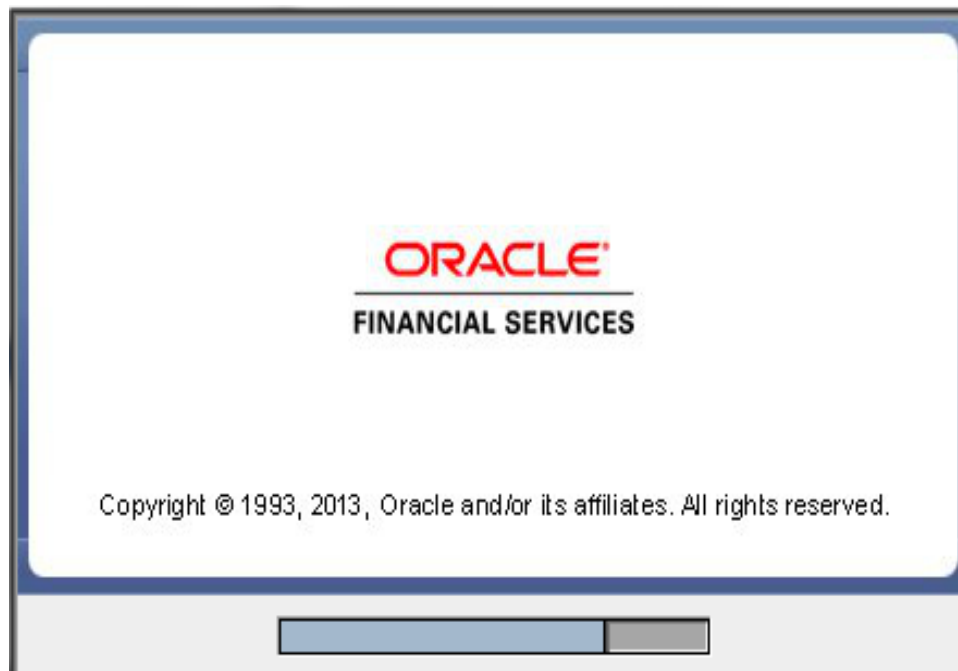 ORACLE®
FINANCIAL SERVICES
Copyright © 1993, 2013, Oracle and/or its affiliates. All rights reserved.